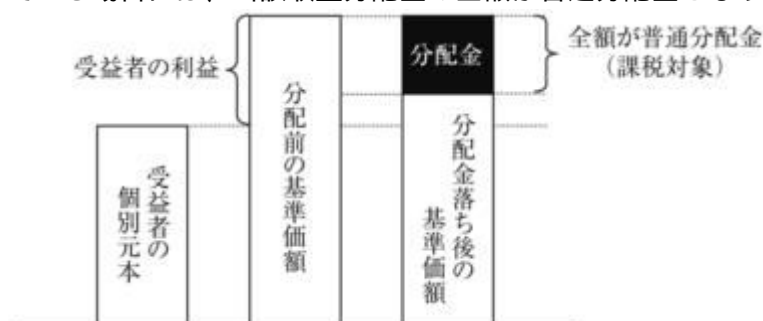 受益者の利益
分配金
全額が普通分配金
（課税対象）
受益者の
個別元本
分配前の基準価額
分配金落ち後の
基準価額